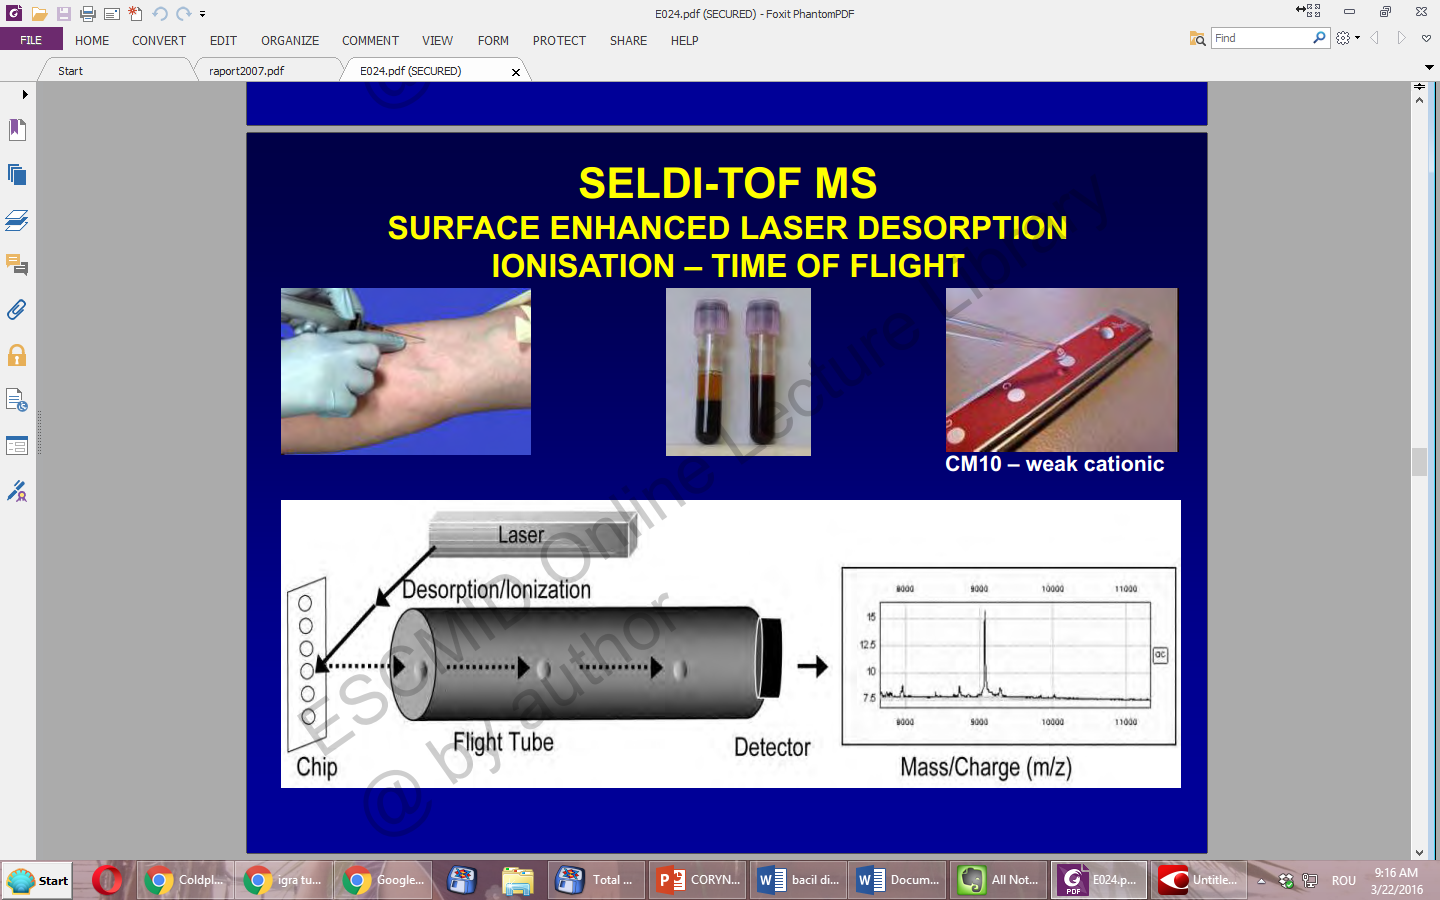 E024.pdf (SECURED) - Foxit PhantomPDF
FILE HOME CONVERT EDIT ORGANIZE COMMENT VIEW FORM PROTECT SHARE HELP
Find
Start raport2007.pdf E024.pdf (SECURED)
SELDI-TOF MS
SURFACE ENHANCED LASER DESORPTION
IONISATION – TIME OF FLIGHT
CM10 – weak cationic
Laser
Desorption/Ionization
Flight Tube
Detector
Chip
8000 9000 10000 11000
15
12.5
10
7.5
8000 9000 10000 11000
Mass/Charge (m/z)
ESCMID Online Lecture Library
@ by author
Start Coldpl... igra tu... Google... Total ... CORYN... bacil di... Docum... All Not... E024.p... Untitle... ROU 9:16 AM
3/22/2016